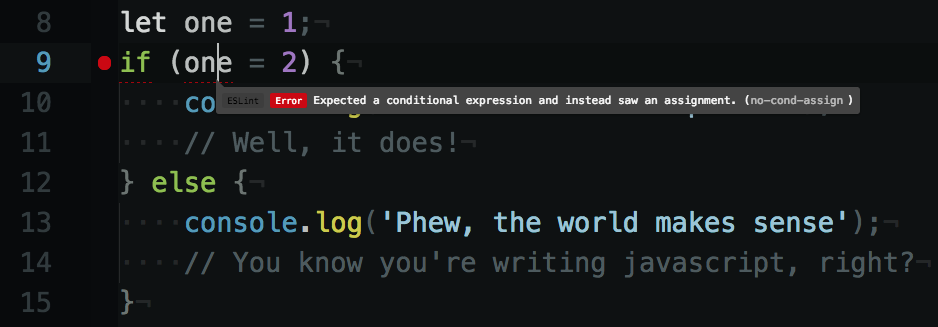 8 let one = 1;¬
9 if (one = 2) {¬
ESLint Error Expected a conditional expression and instead saw an assignment. (no-cond-assign )
10 ····co
11 ····// Well, it does!¬
12 } else {¬
13 ····console.log('Phew, the world makes sense');¬
14 ····// You know you're writing javascript, right?¬
15 }¬